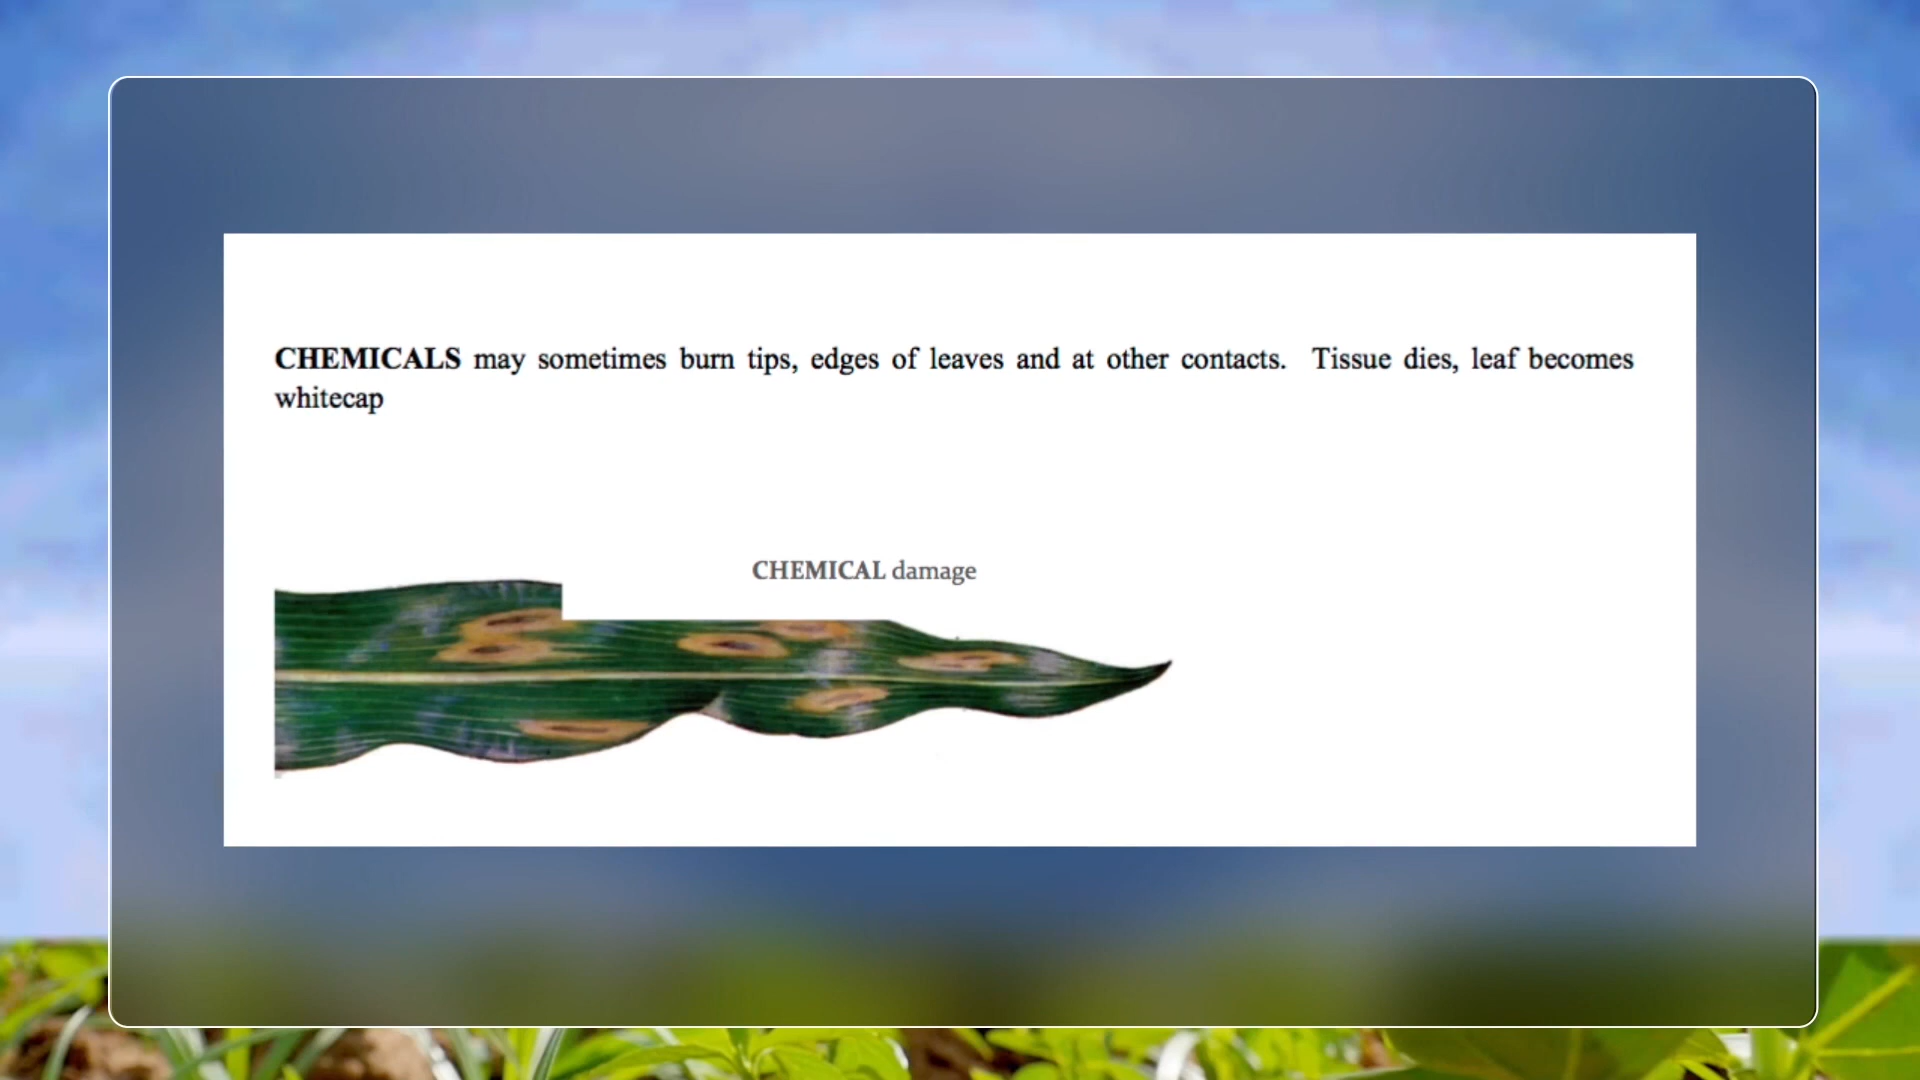 CHEMICALS may sometimes burn tips, edges of leaves and at other contacts. Tissue dies, leaf becomes
whitecap
CHEMICAL damage